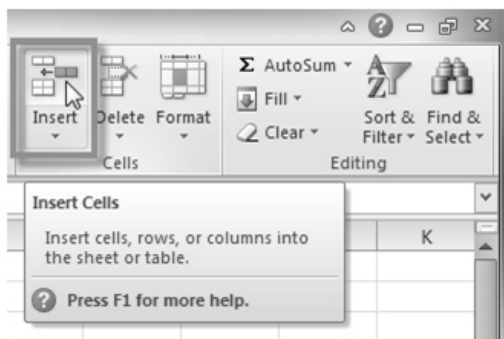 Σ AutoSum
Fill
Clear
Insert Delete Format
Sort & Filter
Find & Select
Cells
Editing
Insert Cells
Insert cells, rows, or columns into
the sheet or table.
Press F1 for more help.
K